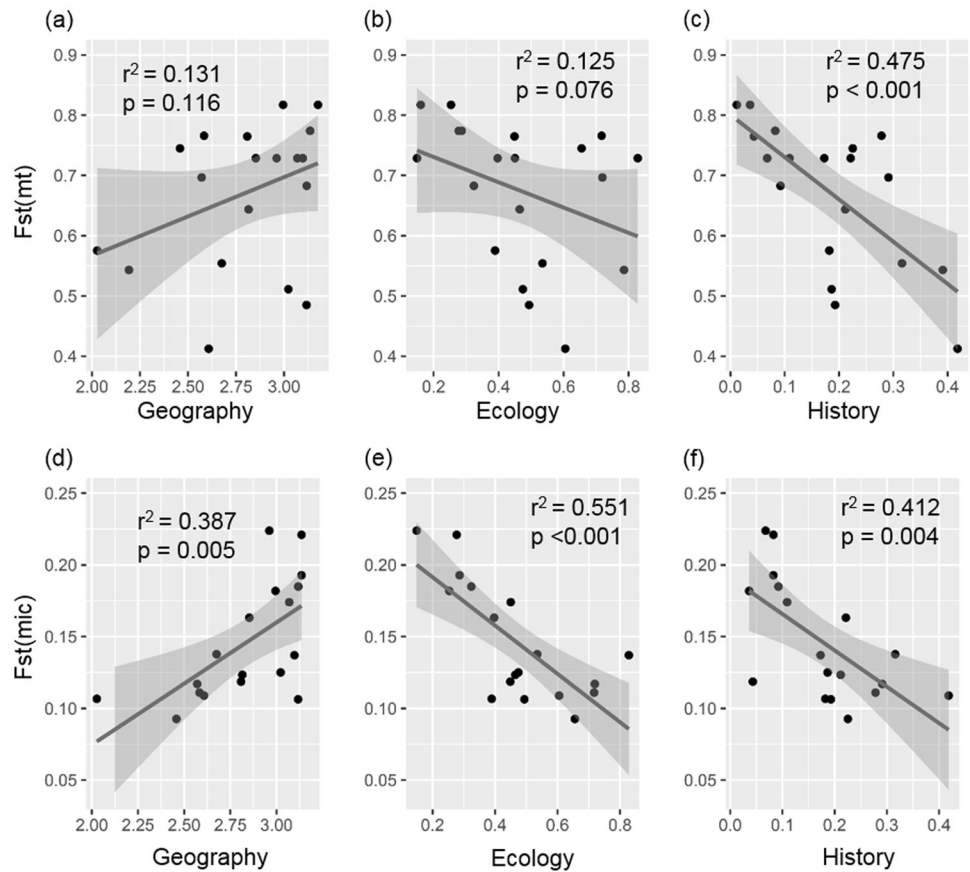 (a)
r² = 0.131
p = 0.116
Fst(mt)
0.9
0.8
0.7
0.6
0.5
0.4
2.00 2.25 2.50 2.75 3.00
Geography
(b)
r² = 0.125
p = 0.076
0.9
0.8
0.7
0.6
0.5
0.4
0.2 0.4 0.6 0.8
Ecology
(c)
r² = 0.475
p < 0.001
0.9
0.8
0.7
0.6
0.5
0.4
0.0 0.1 0.2 0.3 0.4
History
(d)
r² = 0.387
p = 0.005
Fst(mic)
0.25
0.20
0.15
0.10
0.05
2.00 2.25 2.50 2.75 3.00
Geography
(e)
r² = 0.551
p <0.001
0.25
0.20
0.15
0.10
0.05
0.2 0.4 0.6 0.8
Ecology
(f)
r² = 0.412
p = 0.004
0.25
0.20
0.15
0.10
0.05
0.0 0.1 0.2 0.3 0.4
History